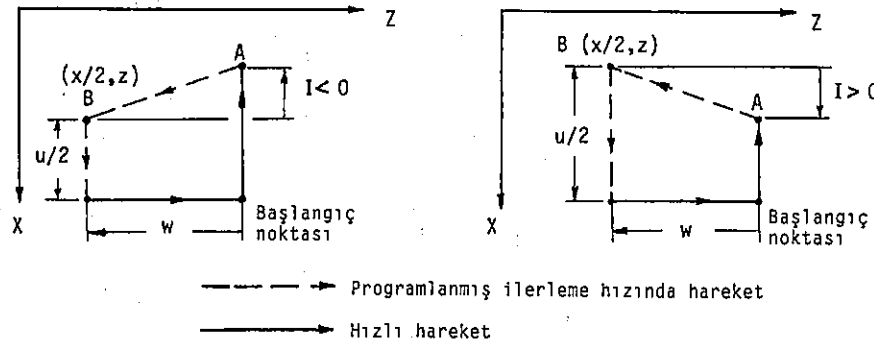 Z
A
(x/2,z)
B
I< 0
u/2
X
Başlangıç
noktası
w
Z
B (x/2, z)
A
I> 0
u/2
X
Başlangıç
noktası
w
Programlanmış ilerleme hızında hareket
Hızlı hareket